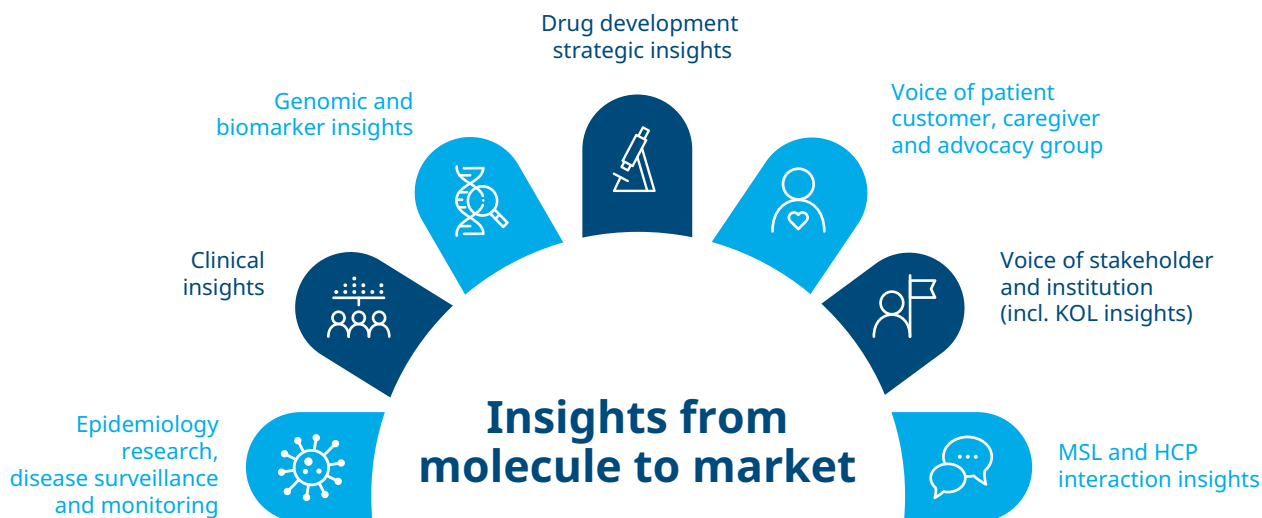 Drug development
strategic insights
Genomic and
biomarker insights
Voice of patient
customer, caregiver
and advocacy group
Clinical
insights
Voice of stakeholder
and institution
(incl. KOL insights)
Epidemiology
research,
disease surveillance
and monitoring
Insights from
molecule to market
MSL and HCP
interaction insights